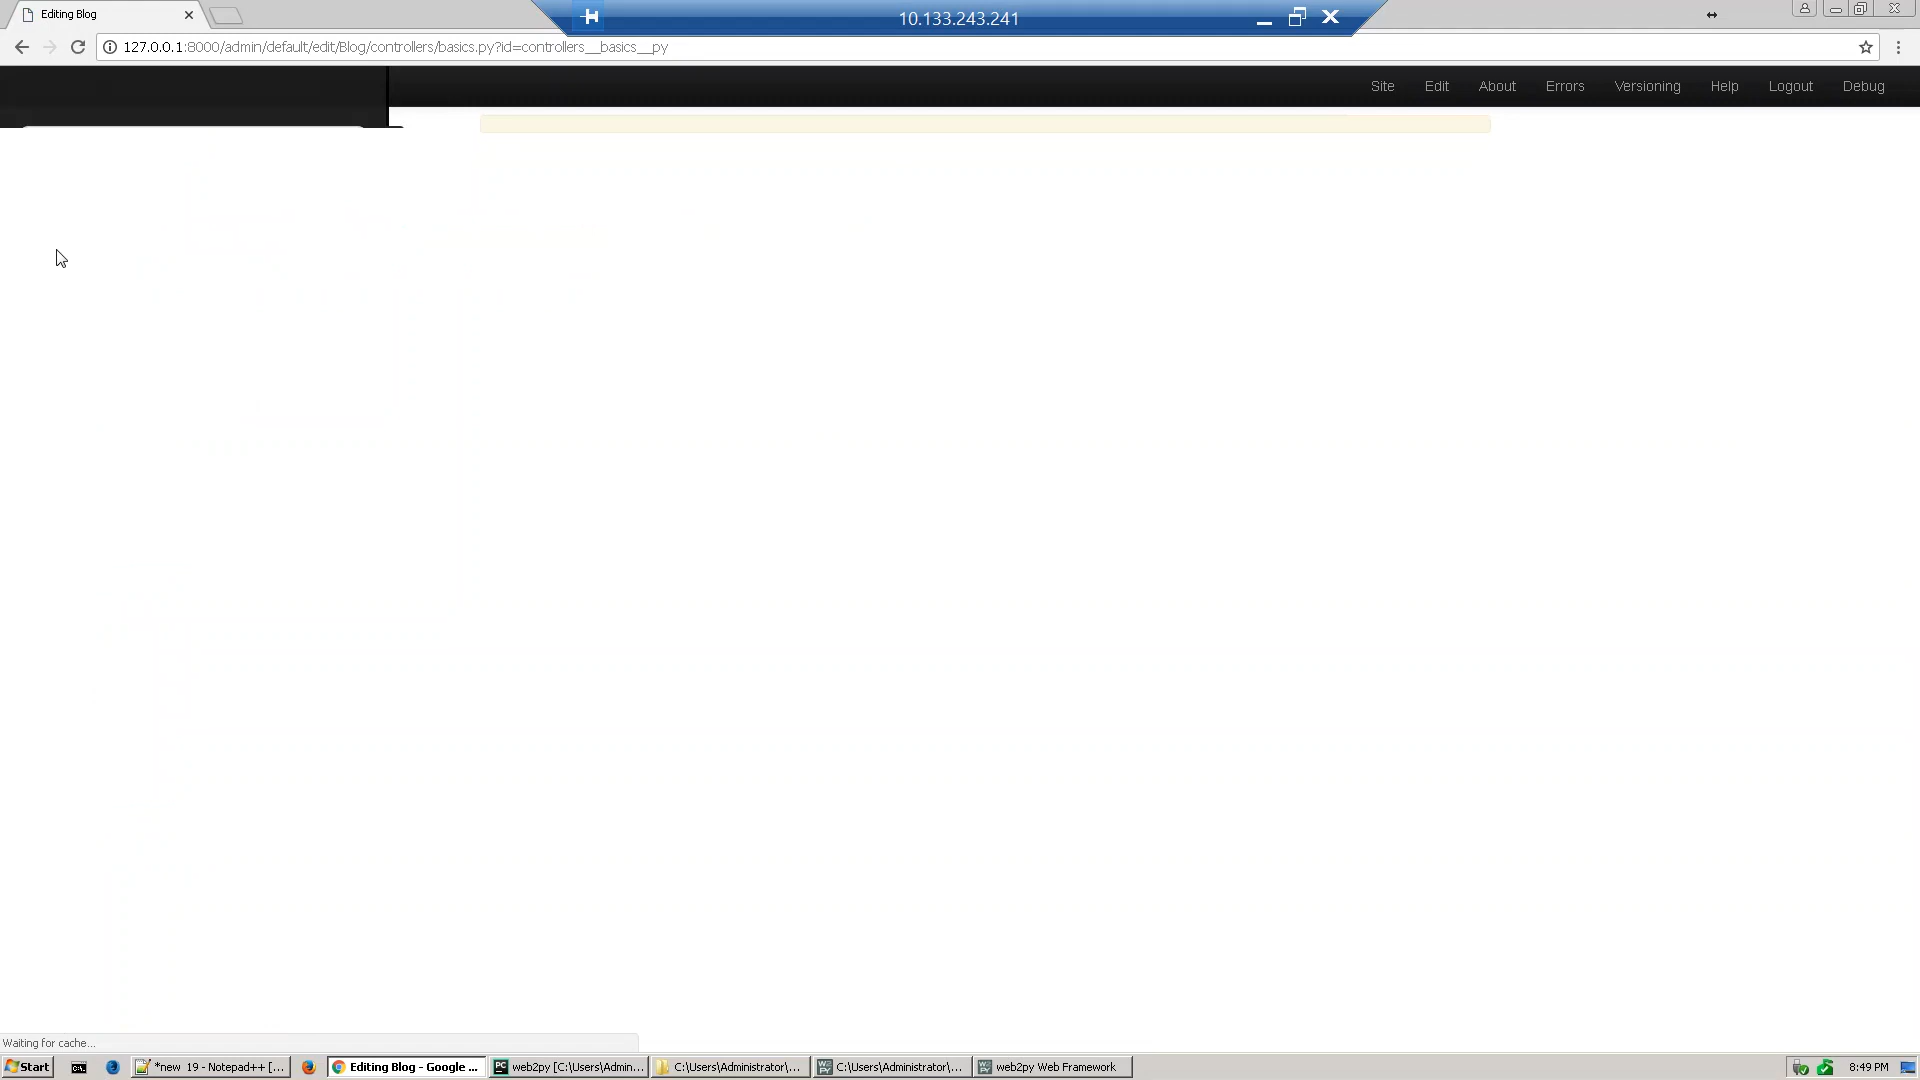 Editing Blog
10.133.243.241
127.0.0.1:8000/admin/default/edit/Blog/controllers/basics.py?id=controllers__basics__py
Site Edit About Errors Versioning Help Logout Debug
Waiting for cache...
Start
*new 19 - Notepad++ [...
Editing Blog - Google ...
web2py [C:\Users\Admin...
C:\Users\Administrator\...
C:\Users\Administrator\...
web2py Web Framework
8:49 PM